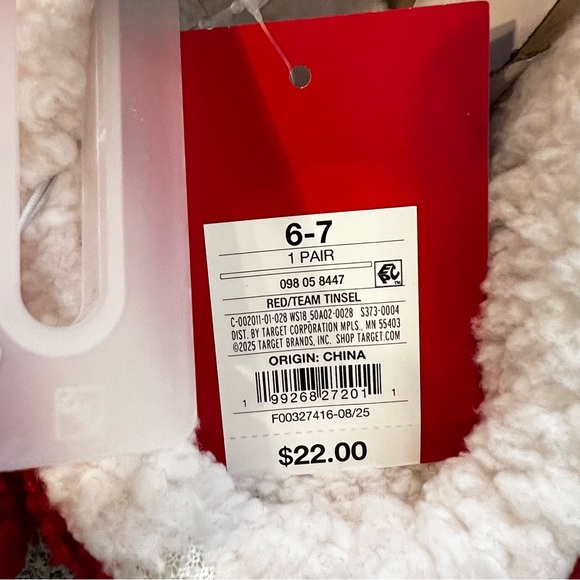 6-7
1 PAIR
098 05 8447
RED/TEAM TINSEL
C-002011-01-028 WS18 50A02-0028 S373-0004
DIST. BY TARGET CORPORATION MPLS., MN 55403
©2025 TARGET BRANDS, INC. SHOP TARGET.COM
ORIGIN: CHINA
1 99268 27201 1
F00327416-08/25
$22.00